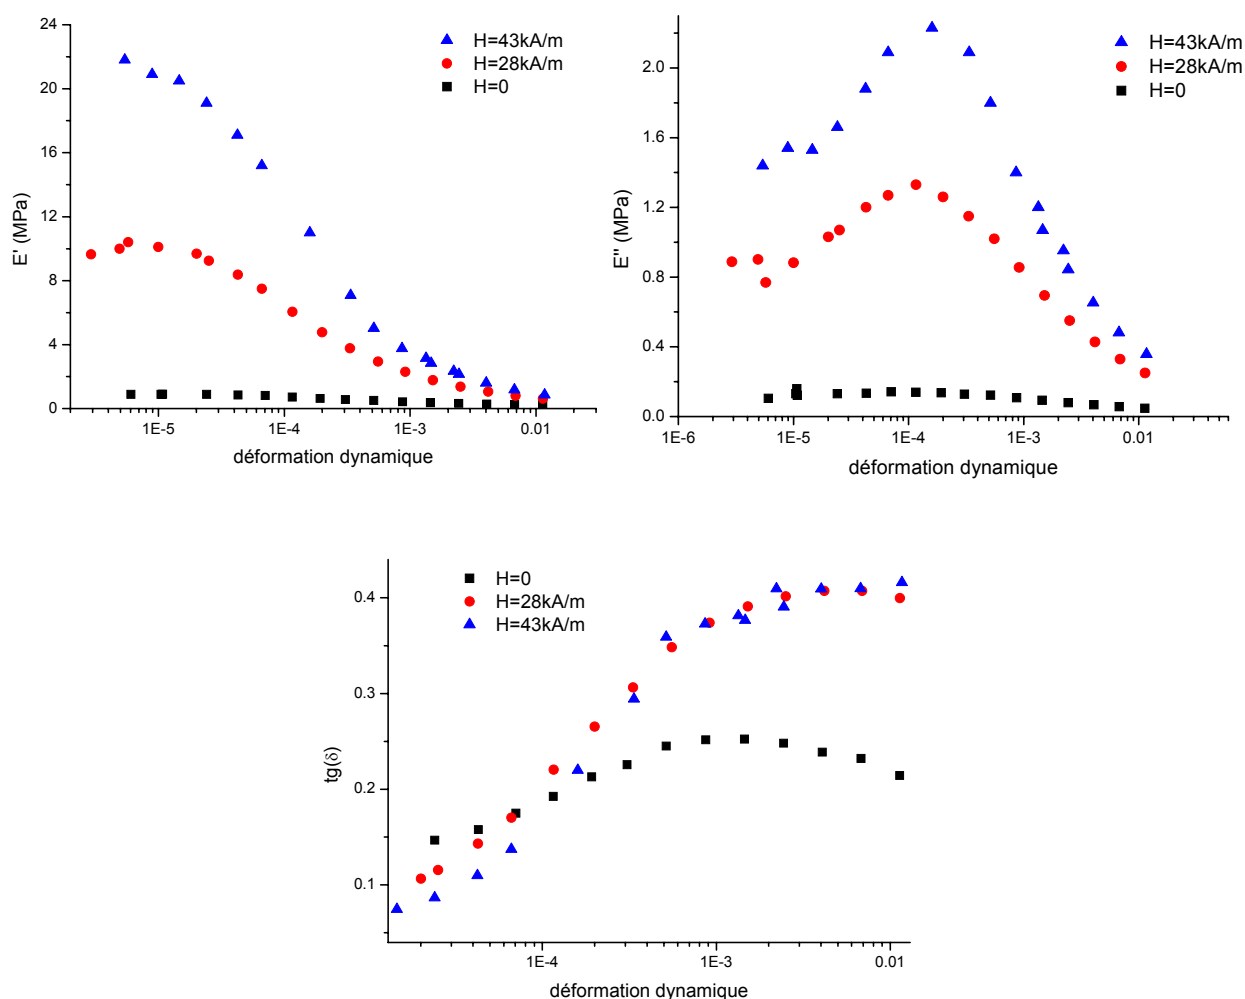 24
20
16
12
8
4
0
E' (MPa)
H=43kA/m
H=28kA/m
H=0
1E-5
1E-4
1E-3
0.01
déformation dynamique
2.0
1.6
1.2
0.8
0.4
0.0
E'' (MPa)
H=43kA/m
H=28kA/m
H=0
1E-6
1E-5
1E-4
1E-3
0.01
déformation dynamique
0.4
0.3
0.2
0.1
tg(δ)
H=0
H=28kA/m
H=43kA/m
1E-4
1E-3
0.01
déformation dynamique